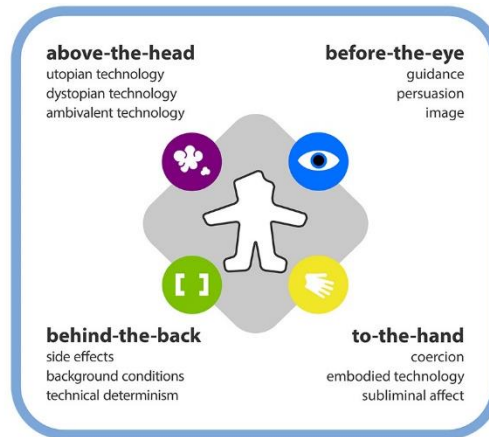 above-the-head
utopian technology
dystopian technology
ambivalent technology
before-the-eye
guidance
persuasion
image
behind-the-back
side effects
background conditions
technical determinism
to-the-hand
coercion
embodied technology
subliminal affect